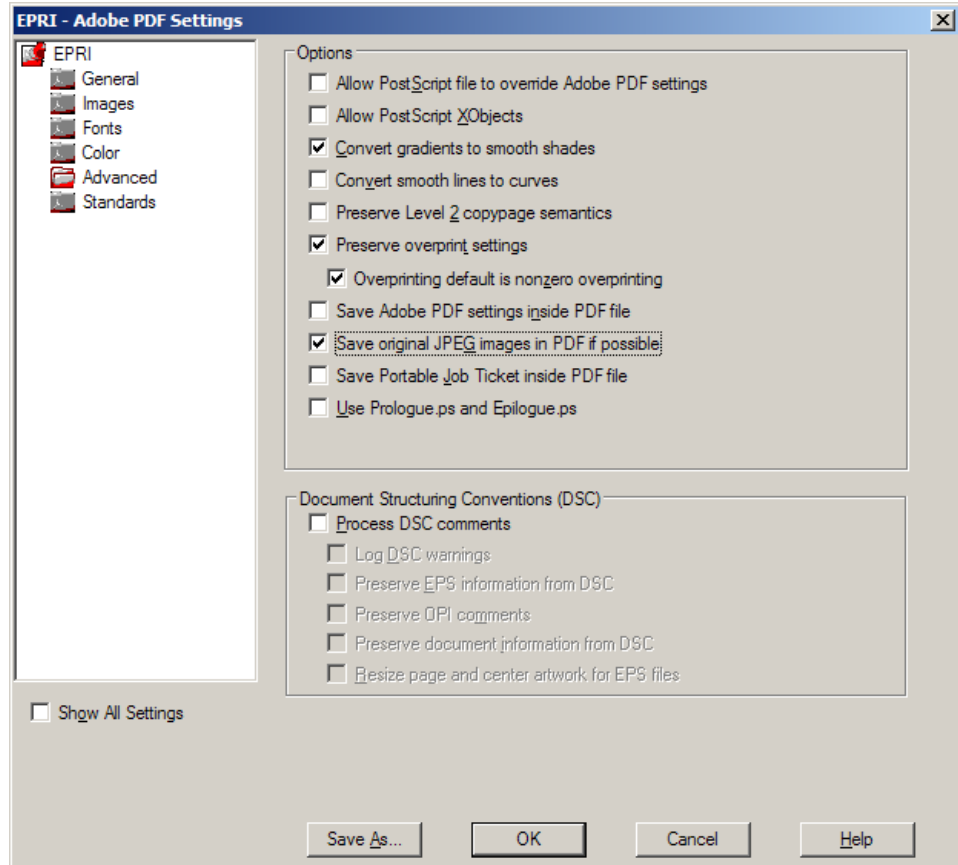 EPRI - Adobe PDF Settings
EPRI
General
Images
Fonts
Color
Advanced
Standards
Show All Settings
Options
Allow PostScript file to override Adobe PDF settings
Allow PostScript XObjects
Convert gradients to smooth shades
Convert smooth lines to curves
Preserve Level 2 copypage semantics
Preserve overprint settings
Overprinting default is nonzero overprinting
Save Adobe PDF settings inside PDF file
Save original JPEG images in PDF if possible
Save Portable Job Ticket inside PDF file
Use Prologue.ps and Epilogue.ps
Document Structuring Conventions (DSC)
Process DSC comments
Log DSC warnings
Preserve EPS information from DSC
Preserve OPI comments
Preserve document information from DSC
Resize page and center artwork for EPS files
Save As...
OK
Cancel
Help